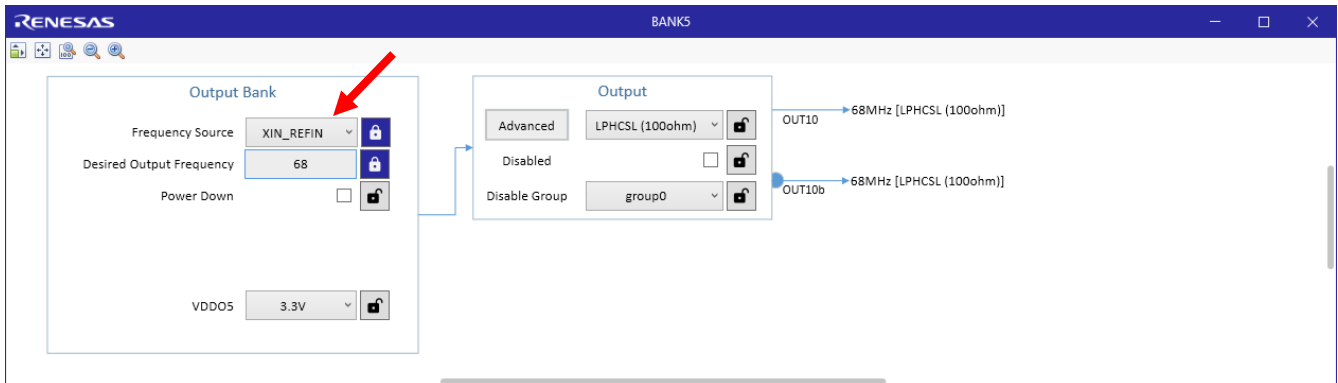 RENESAS
BANK5
100
Output Bank
Frequency Source XIN_REFIN
Desired Output Frequency 68
Power Down
VDDO5 3.3V
Output
Advanced LPHCSL (100ohm)
Disabled
Disable Group group0
OUT10 68MHz [LPHCSL (100ohm)]
OUT10b 68MHz [LPHCSL (100ohm)]